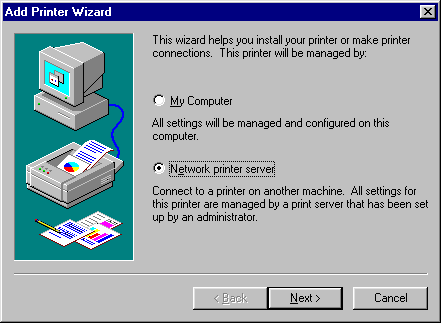 Add Printer Wizard
This wizard helps you install your printer or make printer
connections.  This printer will be managed by:
My Computer
All settings will be managed and configured on this
computer.
Network printer server
Connect to a printer on another machine.  All settings for
this printer are managed by a print server that has been set
up by an administrator.
< Back
Next >
Cancel